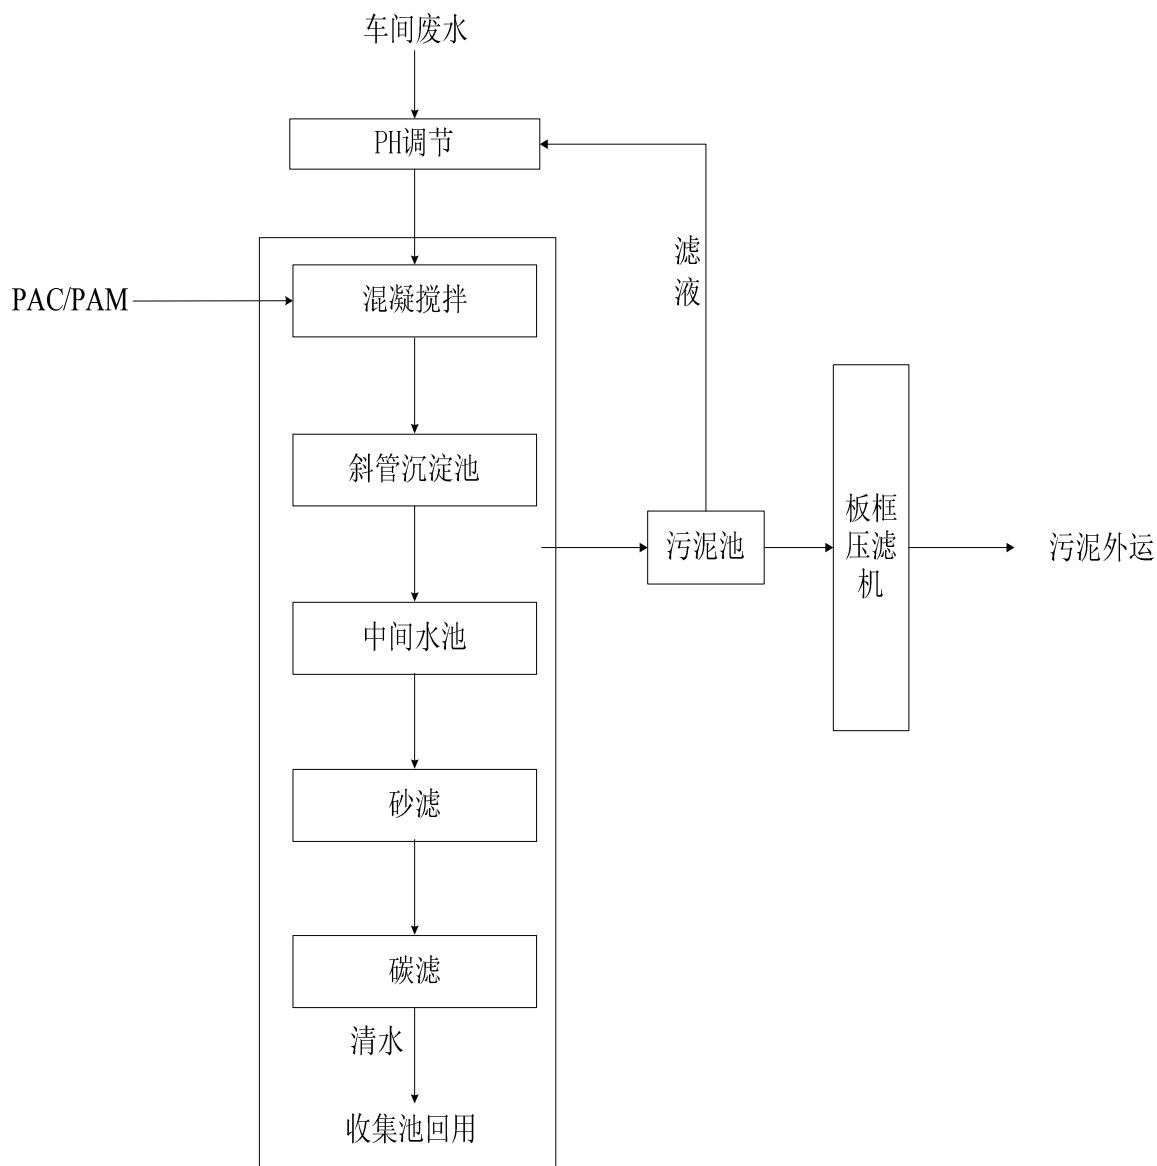 车间废水
PH调节
滤
液
PAC/PAM
混凝搅拌
斜管沉淀池
板框
压滤
机
污泥池
污泥外运
中间水池
砂滤
碳滤
清水
收集池回用